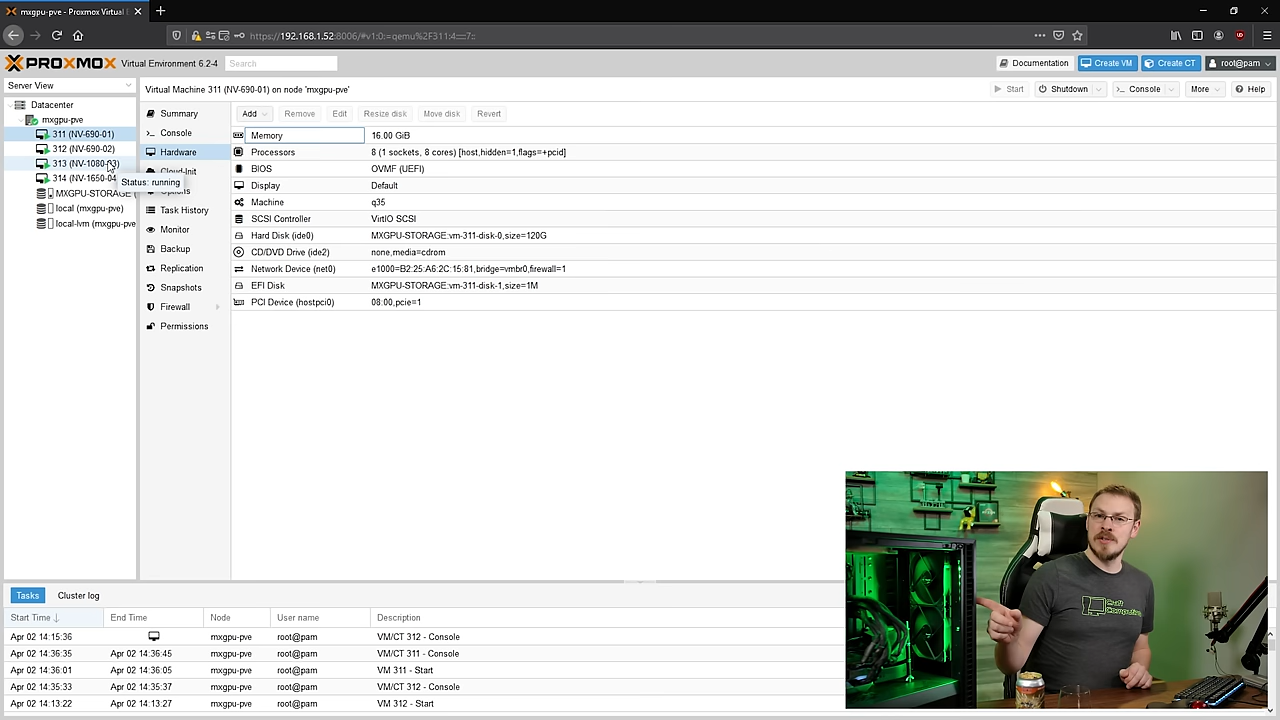 mxgpu-pve - Proxmox Virtual E
https://192.168.1.52:8006/#v1:0:=qemu%2F311:4::::7::
PROXMOX Virtual Environment 6.2-4 Search Documentation Create VM Create CT root@pam
Server View
Virtual Machine 311 (NV-690-01) on node 'mxgpu-pve' Start Shutdown Console More Help
Datacenter
mxgpu-pve
311 (NV-690-01)
312 (NV-690-02)
313 (NV-1080-03)
314 (NV-1650-04
Status: running
MXGPU-STORAGE (
local (mxgpu-pve)
local-lvm (mxgpu-pve
Summary
Console
Hardware
Cloud-Init
Options
Task History
Monitor
Backup
Replication
Snapshots
Firewall
Permissions
Add Remove Edit Resize disk Move disk Revert
Memory 16.00 GiB
Processors 8 (1 sockets, 8 cores) [host,hidden=1,flags=+pcid]
BIOS OVMF (UEFI)
Display Default
Machine q35
SCSI Controller VirtIO SCSI
Hard Disk (ide0) MXGPU-STORAGE:vm-311-disk-0,size=120G
CD/DVD Drive (ide2) none,media=cdrom
Network Device (net0) e1000=B2:25:A6:2C:15:81,bridge=vmbr0,firewall=1
EFI Disk MXGPU-STORAGE:vm-311-disk-1,size=1M
PCI Device (hostpci0) 08:00,pcie=1
Tasks Cluster log
Start Time End Time Node User name Description
Apr 02 14:15:36 mxgpu-pve root@pam VM/CT 312 - Console
Apr 02 14:36:35 Apr 02 14:36:45 mxgpu-pve root@pam VM/CT 311 - Console
Apr 02 14:36:01 Apr 02 14:36:05 mxgpu-pve root@pam VM 311 - Start
Apr 02 14:35:33 Apr 02 14:35:37 mxgpu-pve root@pam VM/CT 312 - Console
Apr 02 14:13:22 Apr 02 14:13:27 mxgpu-pve root@pam VM 312 - Start
Craft
Computing